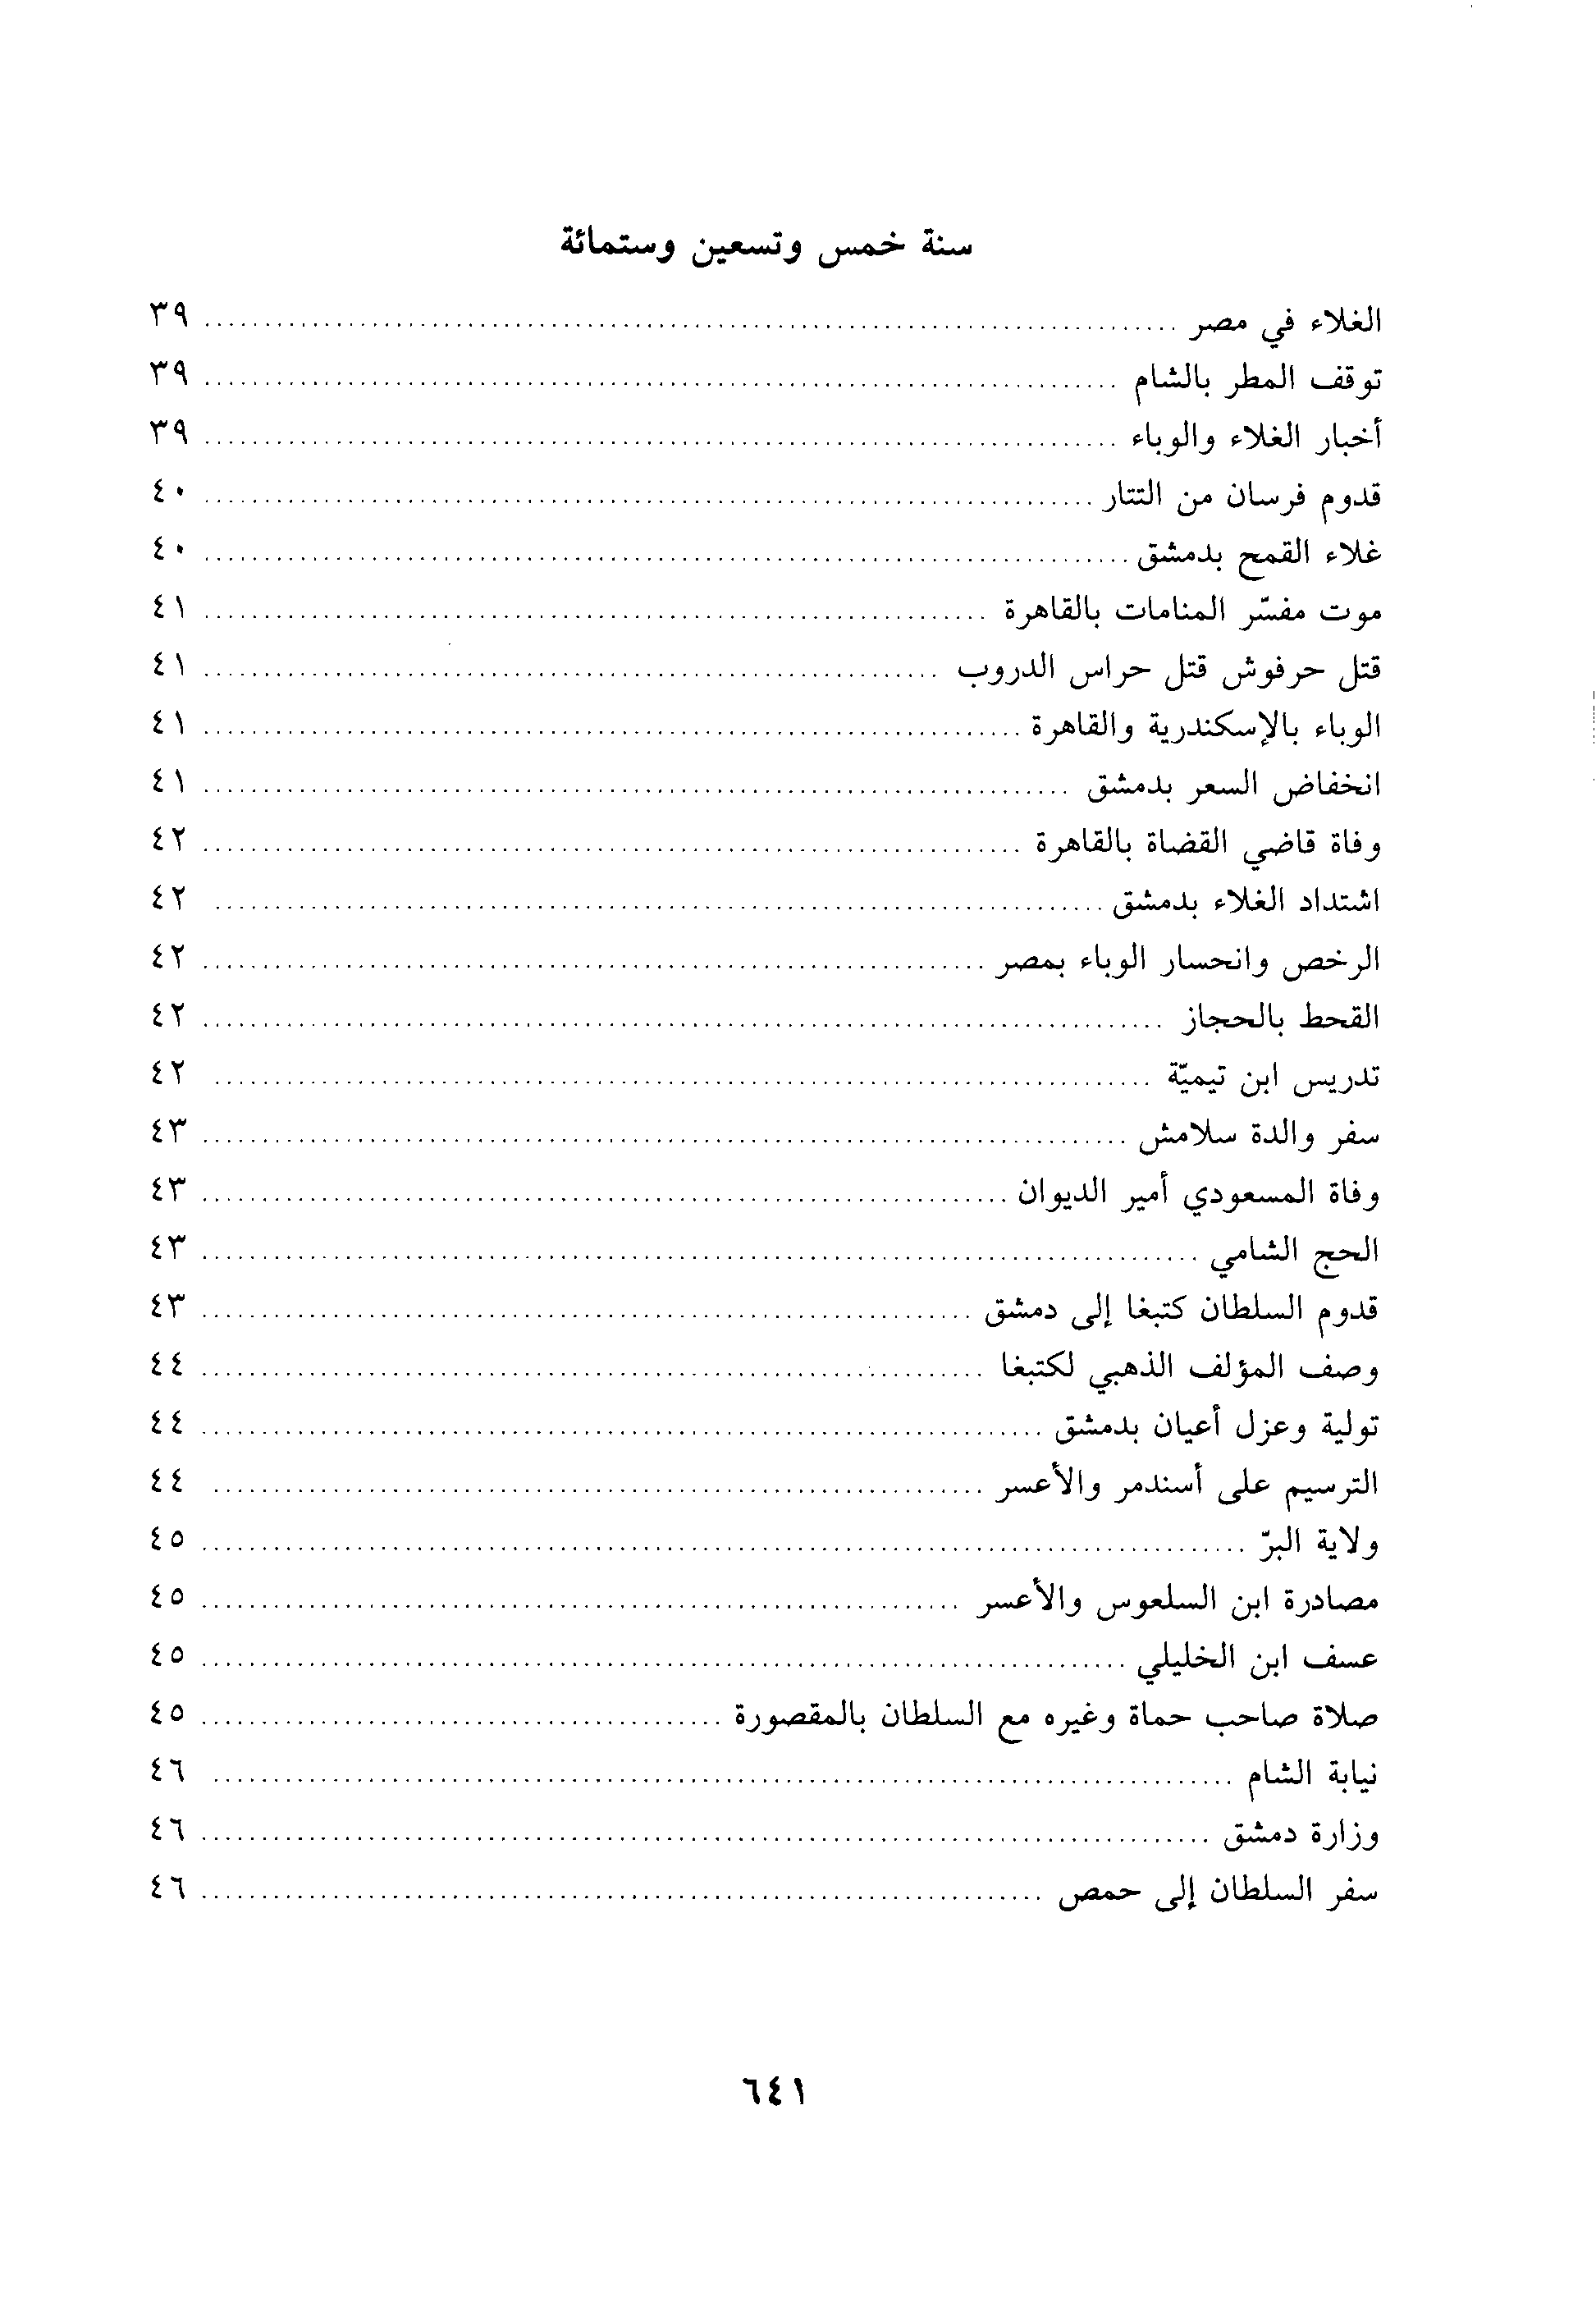 سنة خمس وتسعين وستمائة
الغلاء في مصر ........ ٣٩
توقف المطر بالشام ........ ٣٩
أخبار الغلاء والوباء ........ ٣٩
قدوم فرسان من التتار ........ ٤٠
غلاء القمح بدمشق ........ ٤٠
موت مفسّر المنامات بالقاهرة ........ ٤١
قتل حرفوش قتل حراس الدروب ........ ٤١
الوباء بالإسكندرية والقاهرة ........ ٤١
انخفاض السعر بدمشق ........ ٤١
وفاة قاضي القضاة بالقاهرة ........ ٤٢
اشتداد الغلاء بدمشق ........ ٤٢
الرخص وانحسار الوباء بمصر ........ ٤٢
القحط بالحجاز ........ ٤٢
تدريس ابن تيميّة ........ ٤٢
سفر والدة سلامش ........ ٤٣
وفاة المسعودي أمير الديوان ........ ٤٣
الحج الشامي ........ ٤٣
قدوم السلطان كتبغا إلى دمشق ........ ٤٣
وصف المؤلف الذهبي لكتبغا ........ ٤٤
تولية وعزل أعيان بدمشق ........ ٤٤
الترسيم على أسندمر والأعسر ........ ٤٤
ولاية البرّ ........ ٤٥
مصادرة ابن السلعوس والأعسر ........ ٤٥
عسف ابن الخليلي ........ ٤٥
صلاة صاحب حماة وغيره مع السلطان بالمقصورة ........ ٤٥
نيابة الشام ........ ٤٦
وزارة دمشق ........ ٤٦
سفر السلطان إلى حمص ........ ٤٦
٦٤١